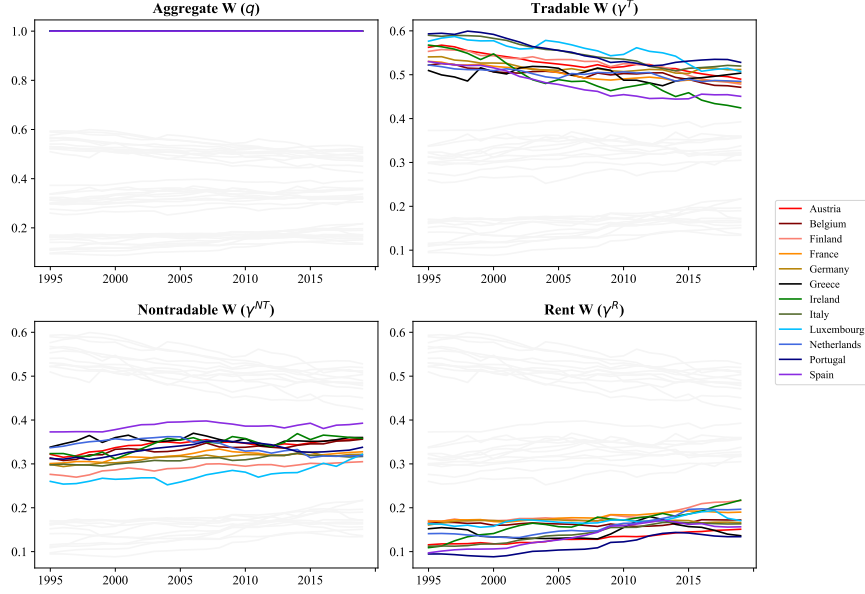 Aggregate W (q)
1.0
0.8
0.6
0.4
0.2
1995
2000
2005
2010
2015
Tradable W (γ^T)
0.6
0.5
0.4
0.3
0.2
0.1
1995
2000
2005
2010
2015
Nontradable W (γ^NT)
0.6
0.5
0.4
0.3
0.2
0.1
1995
2000
2005
2010
2015
Rent W (γ^R)
0.6
0.5
0.4
0.3
0.2
0.1
1995
2000
2005
2010
2015
Austria
Belgium
Finland
France
Germany
Greece
Ireland
Italy
Luxembourg
Netherlands
Portugal
Spain